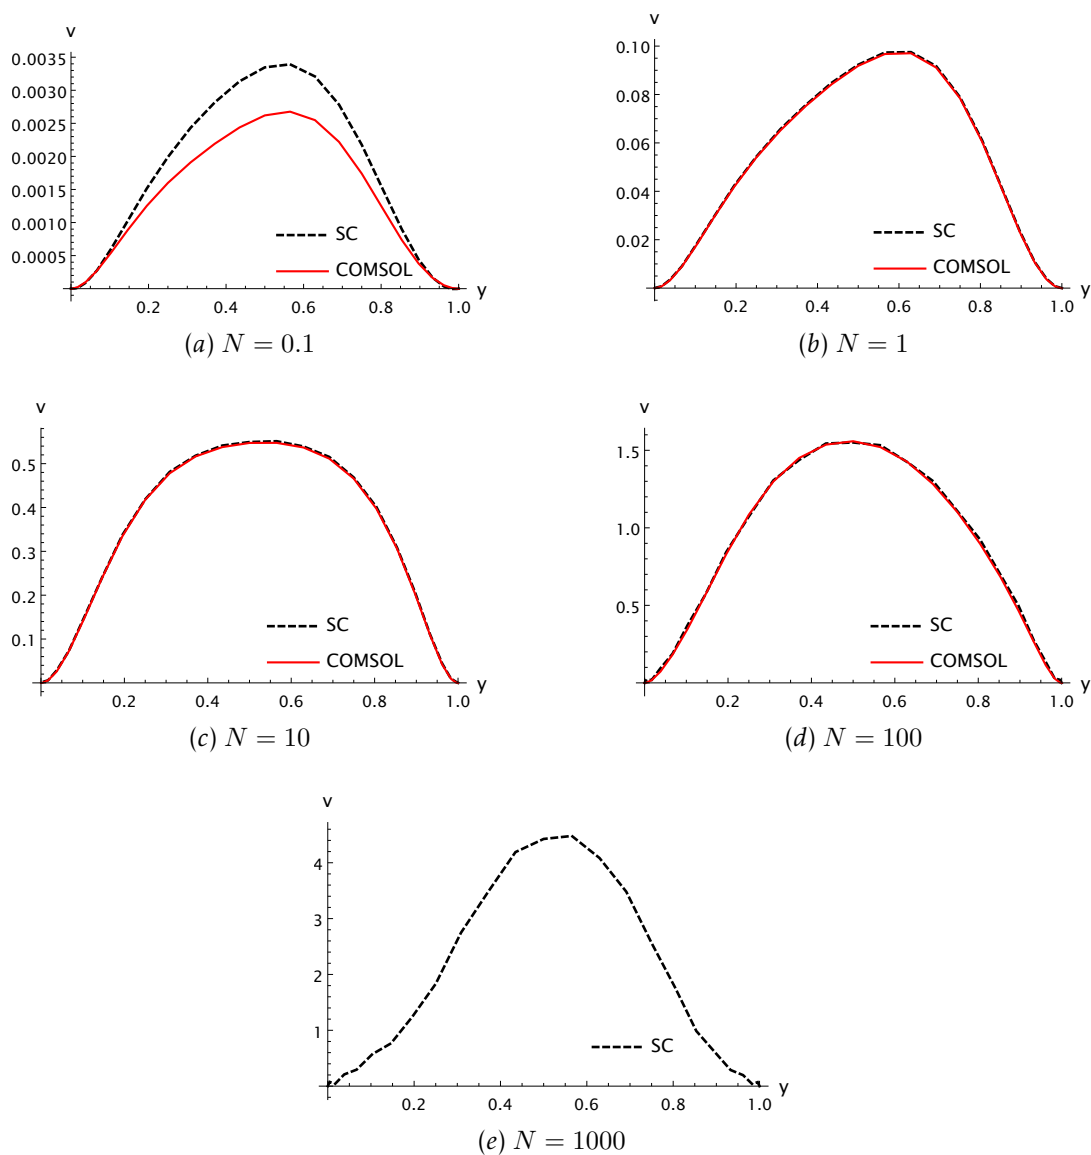 v
0.0035
0.0030
0.0025
0.0020
0.0015
0.0010
0.0005
SC
COMSOL
0.2 0.4 0.6 0.8 1.0 y
(a) N = 0.1
v
0.10
0.08
0.06
0.04
0.02
SC
COMSOL
0.2 0.4 0.6 0.8 1.0 y
(b) N = 1
v
0.5
0.4
0.3
0.2
0.1
SC
COMSOL
0.2 0.4 0.6 0.8 1.0 y
(c) N = 10
v
1.5
1.0
0.5
SC
COMSOL
0.2 0.4 0.6 0.8 1.0 y
(d) N = 100
v
4
3
2
1
SC
0.2 0.4 0.6 0.8 1.0 y
(e) N = 1000